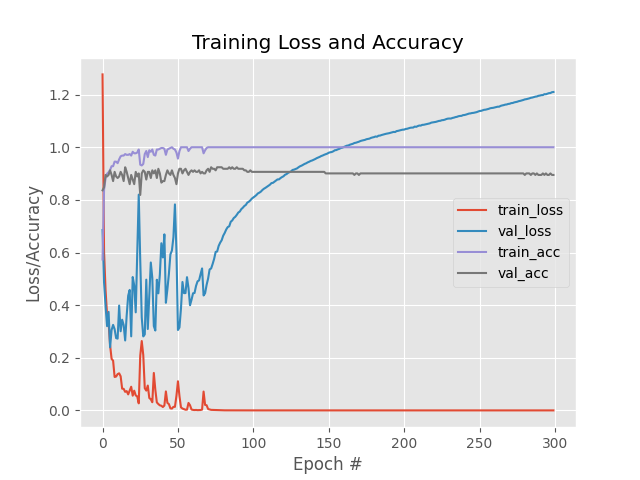 Training Loss and Accuracy
Loss/Accuracy
1.2
1.0
0.8
0.6
0.4
0.2
0.0
train_loss
val_loss
train_acc
val_acc
0 50 100 150 200 250 300
Epoch #